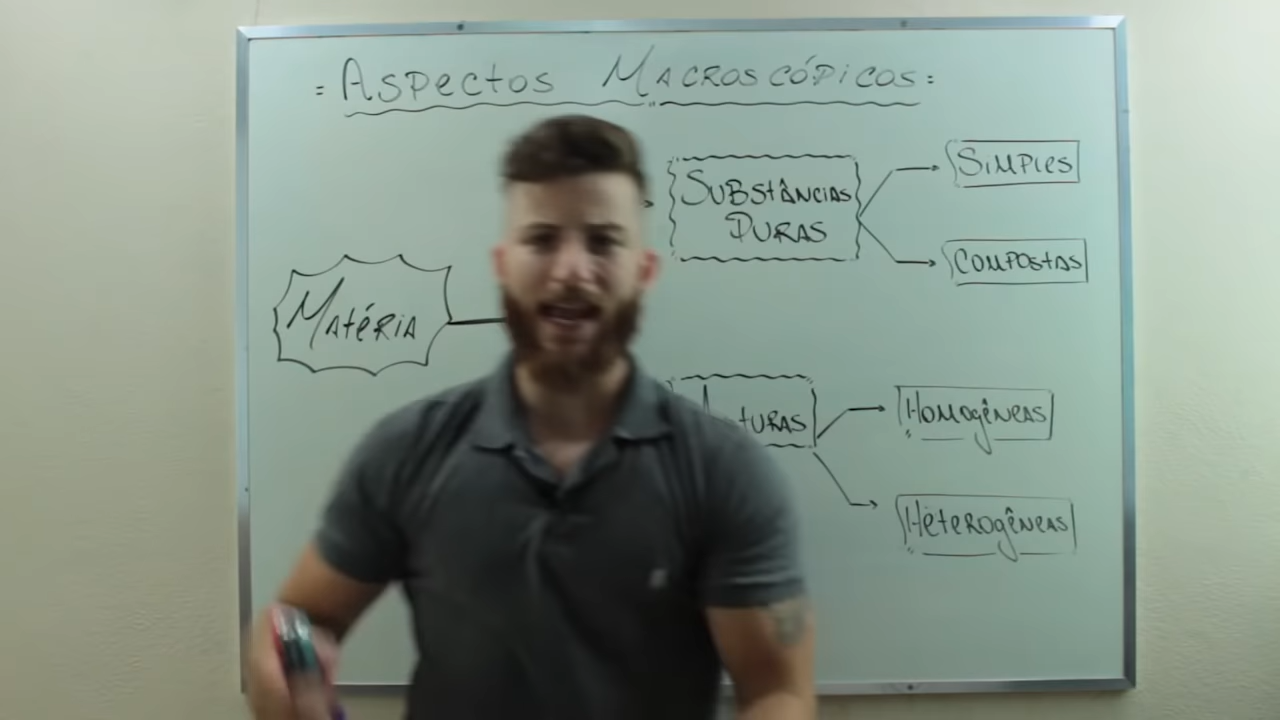 = Aspectos Macroscópicos =
Substâncias
Puras
Simples
Compostas
Matéria
Homogêneas
Heterogêneas